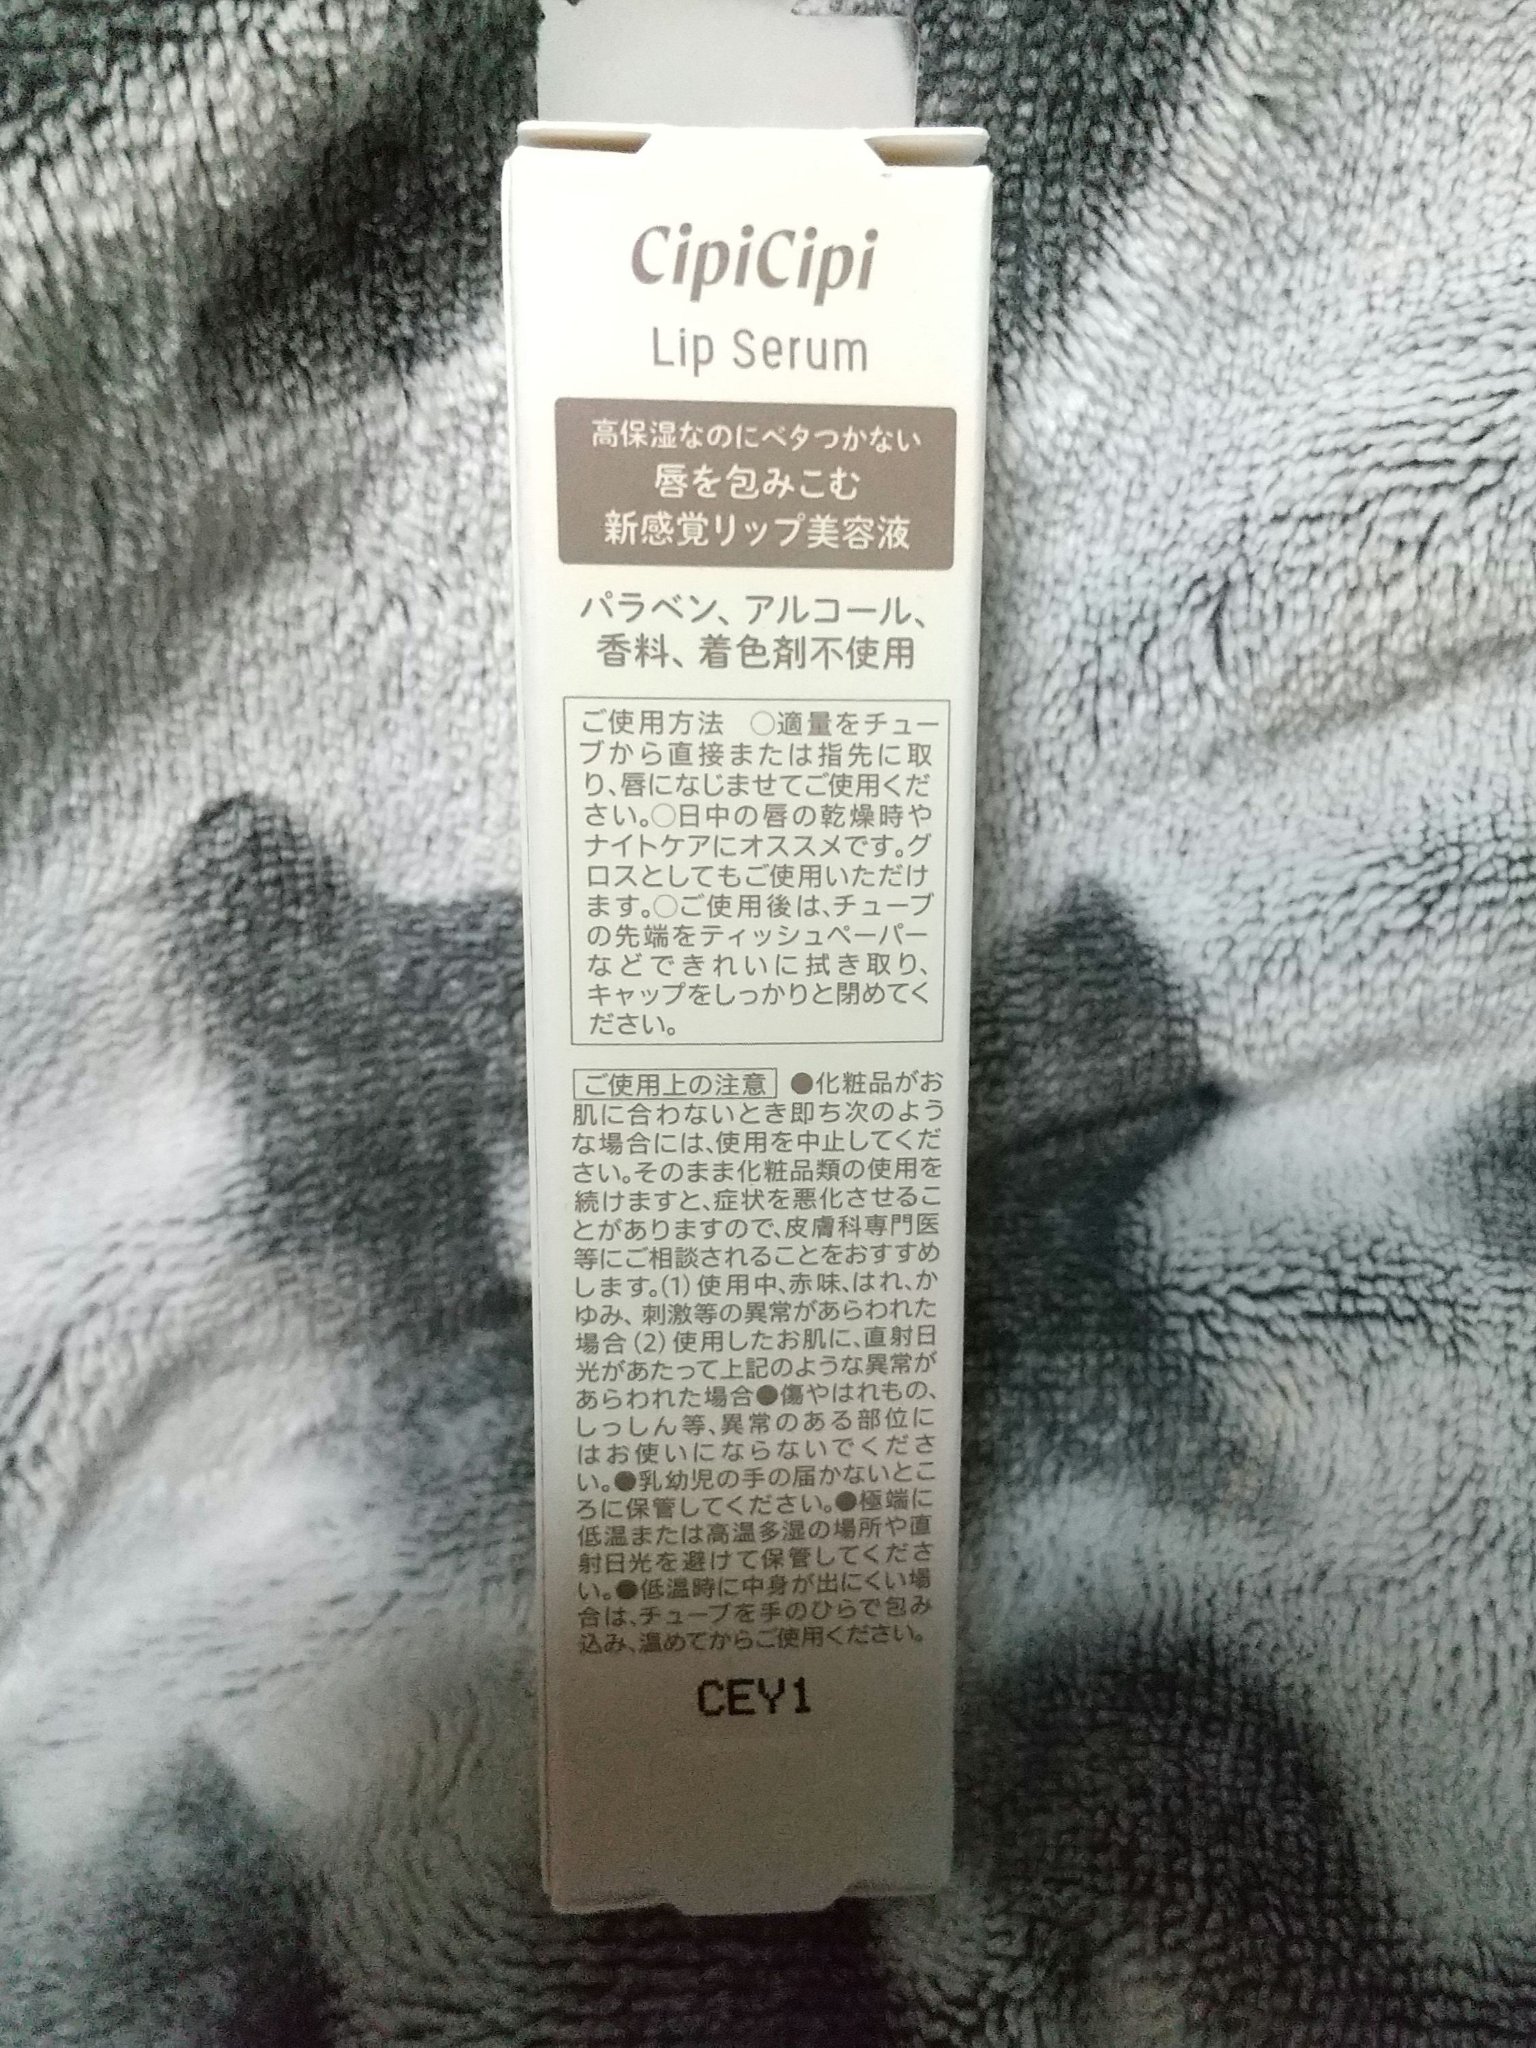 CipiCipi
Lip Serum
高保湿なのにベタつかない
唇を包みこむ
新感覚リップ美容液
パラベン、アルコール、
香料、着色剤不使用
ご使用方法　○適量をチュー
ブから直接または指先に取
り、唇になじませてご使用くだ
さい。○日中の唇の乾燥時や
ナイトケアにオススメです。グ
ロスとしてもご使用いただけ
ます。○ご使用後は、チューブ
の先端をティッシュペーパー
などできれいに拭き取り、
キャップをしっかりと閉めてく
ださい。
ご使用上の注意 ●化粧品がお
肌に合わないとき即ち次のよう
な場合には、使用を中止してくだ
さい。そのまま化粧品類の使用を
続けますと、症状を悪化させるこ
とがありますので、皮膚科専門医
等にご相談されることをおすすめ
します。(1)使用中、赤味、はれ、か
ゆみ、刺激等の異常があらわれた
場合(2)使用したお肌に、直射日
光があたって上記のような異常が
あらわれた場合●傷やはれもの、
しっしん等、異常のある部位に
はお使いにならないでくださ
い。●乳幼児の手の届かないとこ
ろに保管してください。●極端に
低温または高温多湿の場所や直
射日光を避けて保管してくださ
い。●低温時に中身が出にくい場
合は、チューブを手のひらで包み
込み、温めてからご使用ください。
CEY1